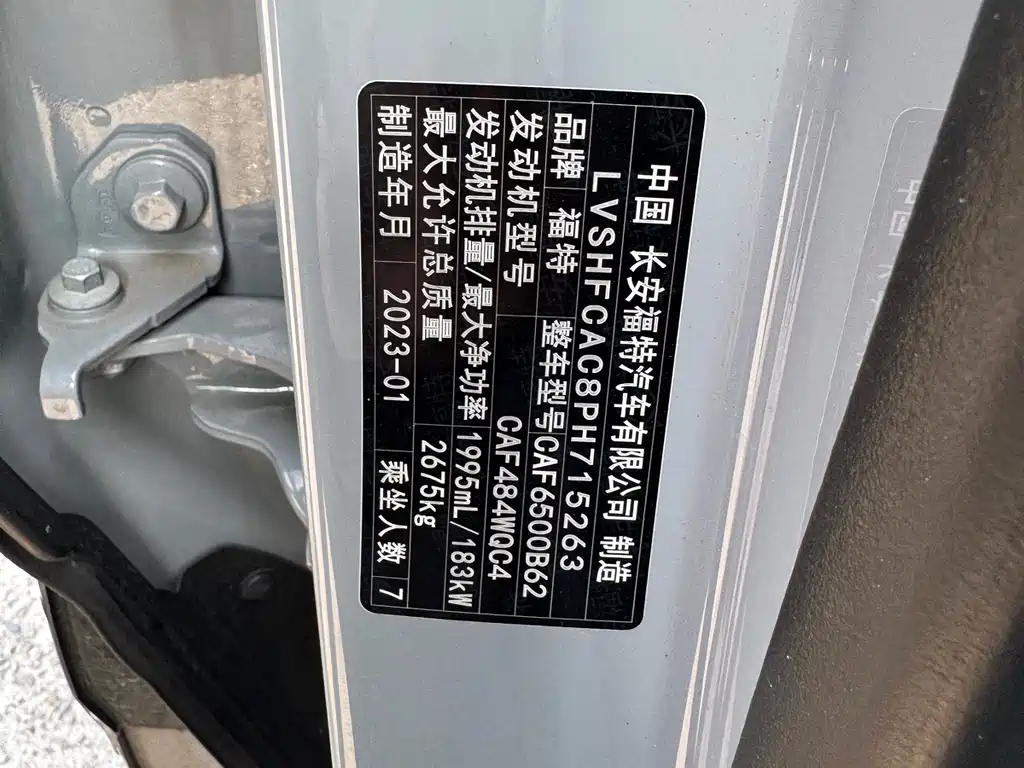 中国 长安福特汽车有限公司 制造
LVSHFCAC8PH715263
品牌 福特 整车型号 CAF6500B62
发动机型号 CAF484WQC4
发动机排量/最大净功率 1995mL/183kW
最大允许总质量 2675kg
制造年月 2023-01 乘坐人数 7
中国